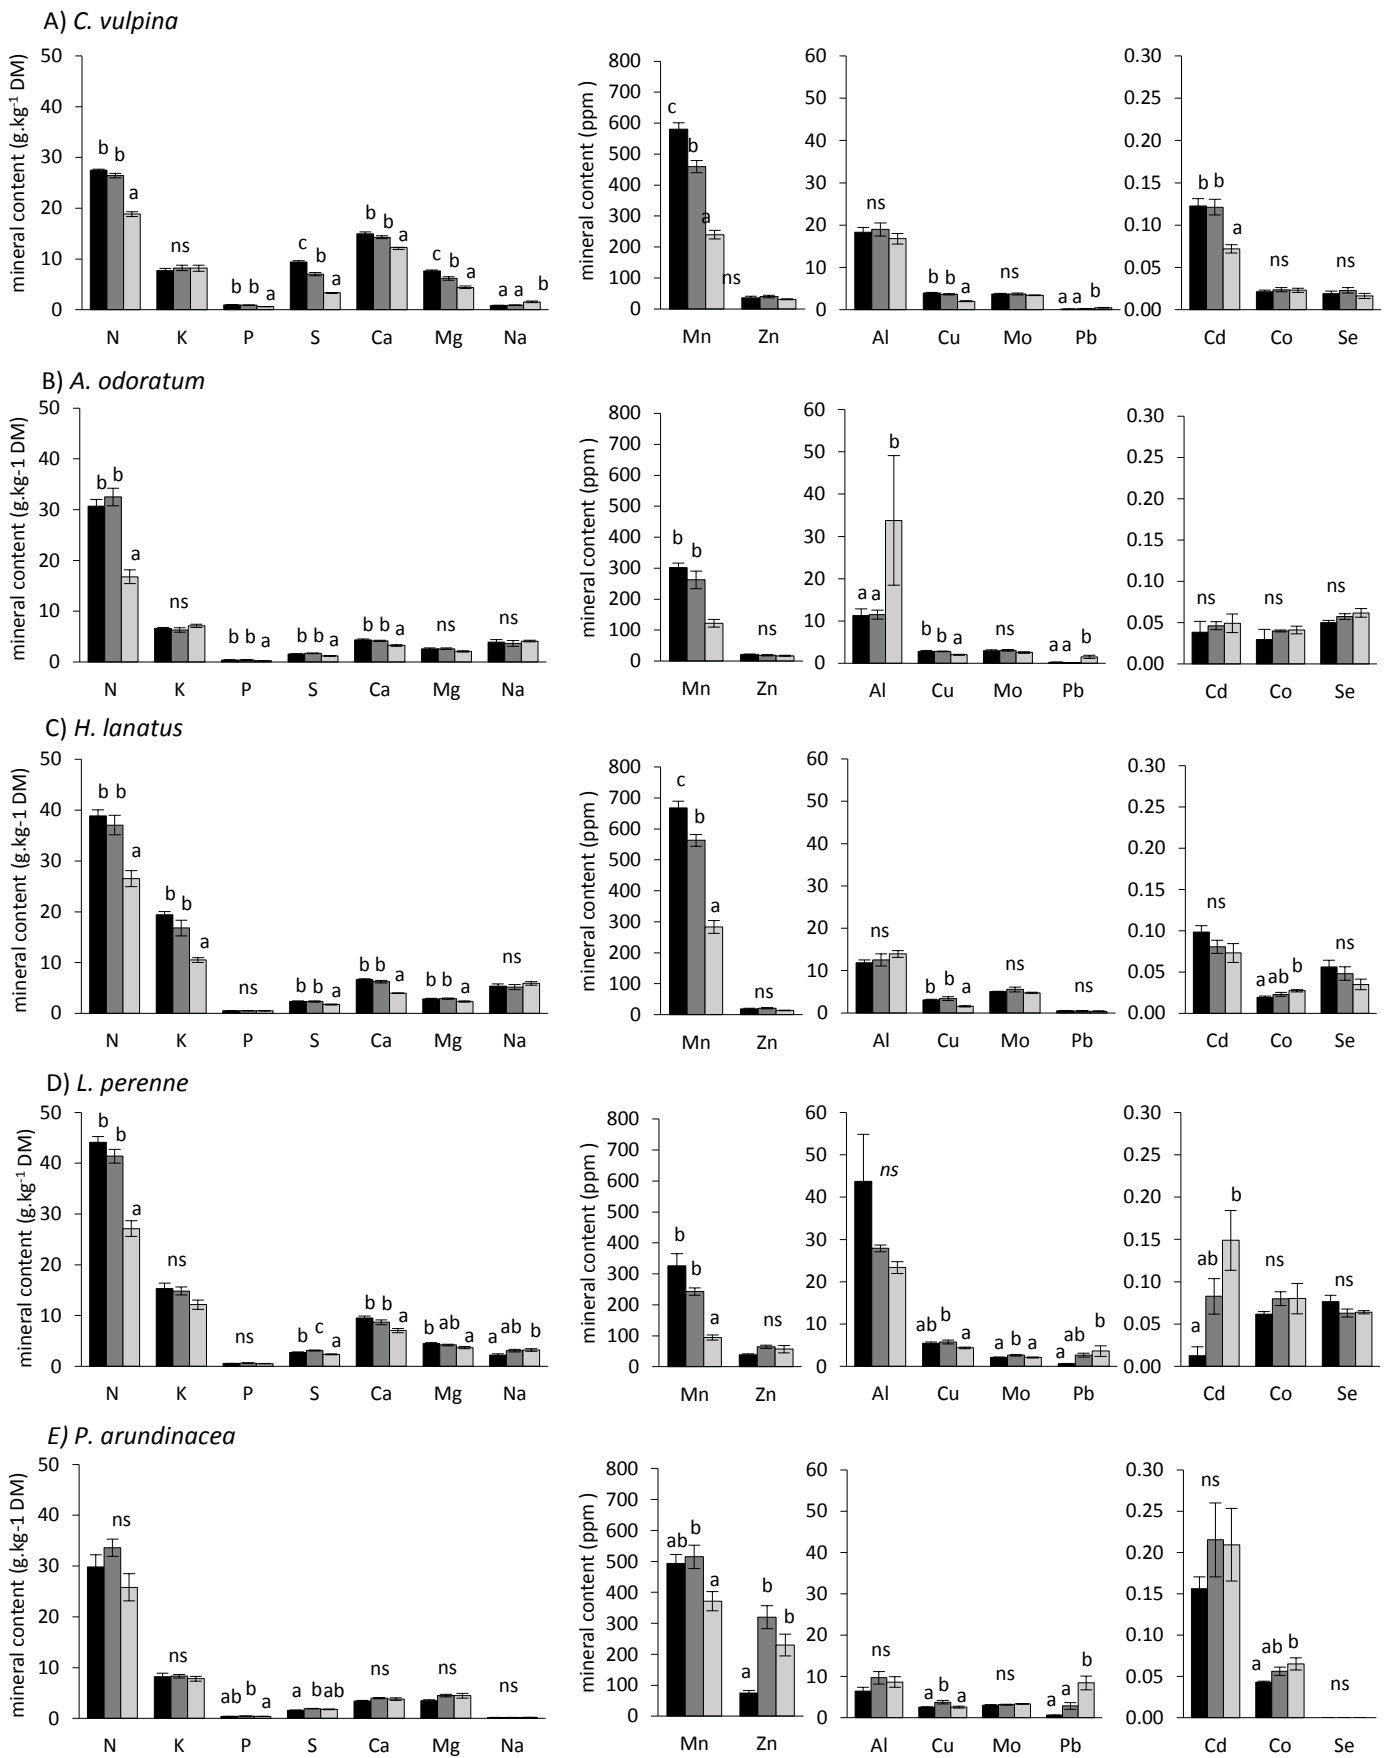 A) C. vulpina
mineral content (g.kg-1 DM)
50
40
30
20
10
0
b b a
ns
b b a
c b a
b b a
c b a
a a b
N K P S Ca Mg Na
mineral content (ppm )
800
700
600
500
400
300
200
100
0
c b a
ns
Mn Zn
60
50
40
30
20
10
0
ns
b b a
ns
a a b
Al Cu Mo Pb
0.30
0.25
0.20
0.15
0.10
0.05
0.00
b b a
ns
ns
Cd Co Se
B) A. odoratum
mineral content (g.kg-1 DM)
50
40
30
20
10
0
b b a
ns
b b a
b b a
b b a
ns
ns
N K P S Ca Mg Na
mineral content (ppm )
800
700
600
500
400
300
200
100
0
b b a
ns
Mn Zn
60
50
40
30
20
10
0
a a b
b b a
ns
a a b
Al Cu Mo Pb
0.30
0.25
0.20
0.15
0.10
0.05
0.00
ns
ns
ns
Cd Co Se
C) H. lanatus
mineral content (g.kg-1 DM)
50
40
30
20
10
0
b b a
b b a
ns
b b a
b b a
b b a
ns
N K P S Ca Mg Na
mineral content (ppm )
800
700
600
500
400
300
200
100
0
c b a
ns
Mn Zn
60
50
40
30
20
10
0
ns
b b a
ns
ns
Al Cu Mo Pb
0.30
0.25
0.20
0.15
0.10
0.05
0.00
ns
a ab b
ns
Cd Co Se
D) L. perenne
mineral content (g.kg-1 DM)
50
40
30
20
10
0
b b a
ns
ns
b c a
b b a
b ab a
a ab b
N K P S Ca Mg Na
mineral content (ppm )
800
700
600
500
400
300
200
100
0
b b a
ns
Mn Zn
60
50
40
30
20
10
0
ns
ab b a
a b a
a ab b
Al Cu Mo Pb
0.30
0.25
0.20
0.15
0.10
0.05
0.00
a ab b
ns
ns
Cd Co Se
E) P. arundinacea
mineral content (g.kg-1 DM)
50
40
30
20
10
0
ns
ns
ab b a
a b ab
ns
ns
ns
N K P S Ca Mg Na
mineral content (ppm )
800
700
600
500
400
300
200
100
0
ab b a
a b b
Mn Zn
60
50
40
30
20
10
0
ns
a b a
ns
a a b
Al Cu Mo Pb
0.30
0.25
0.20
0.15
0.10
0.05
0.00
ns
a ab b
ns
Cd Co Se